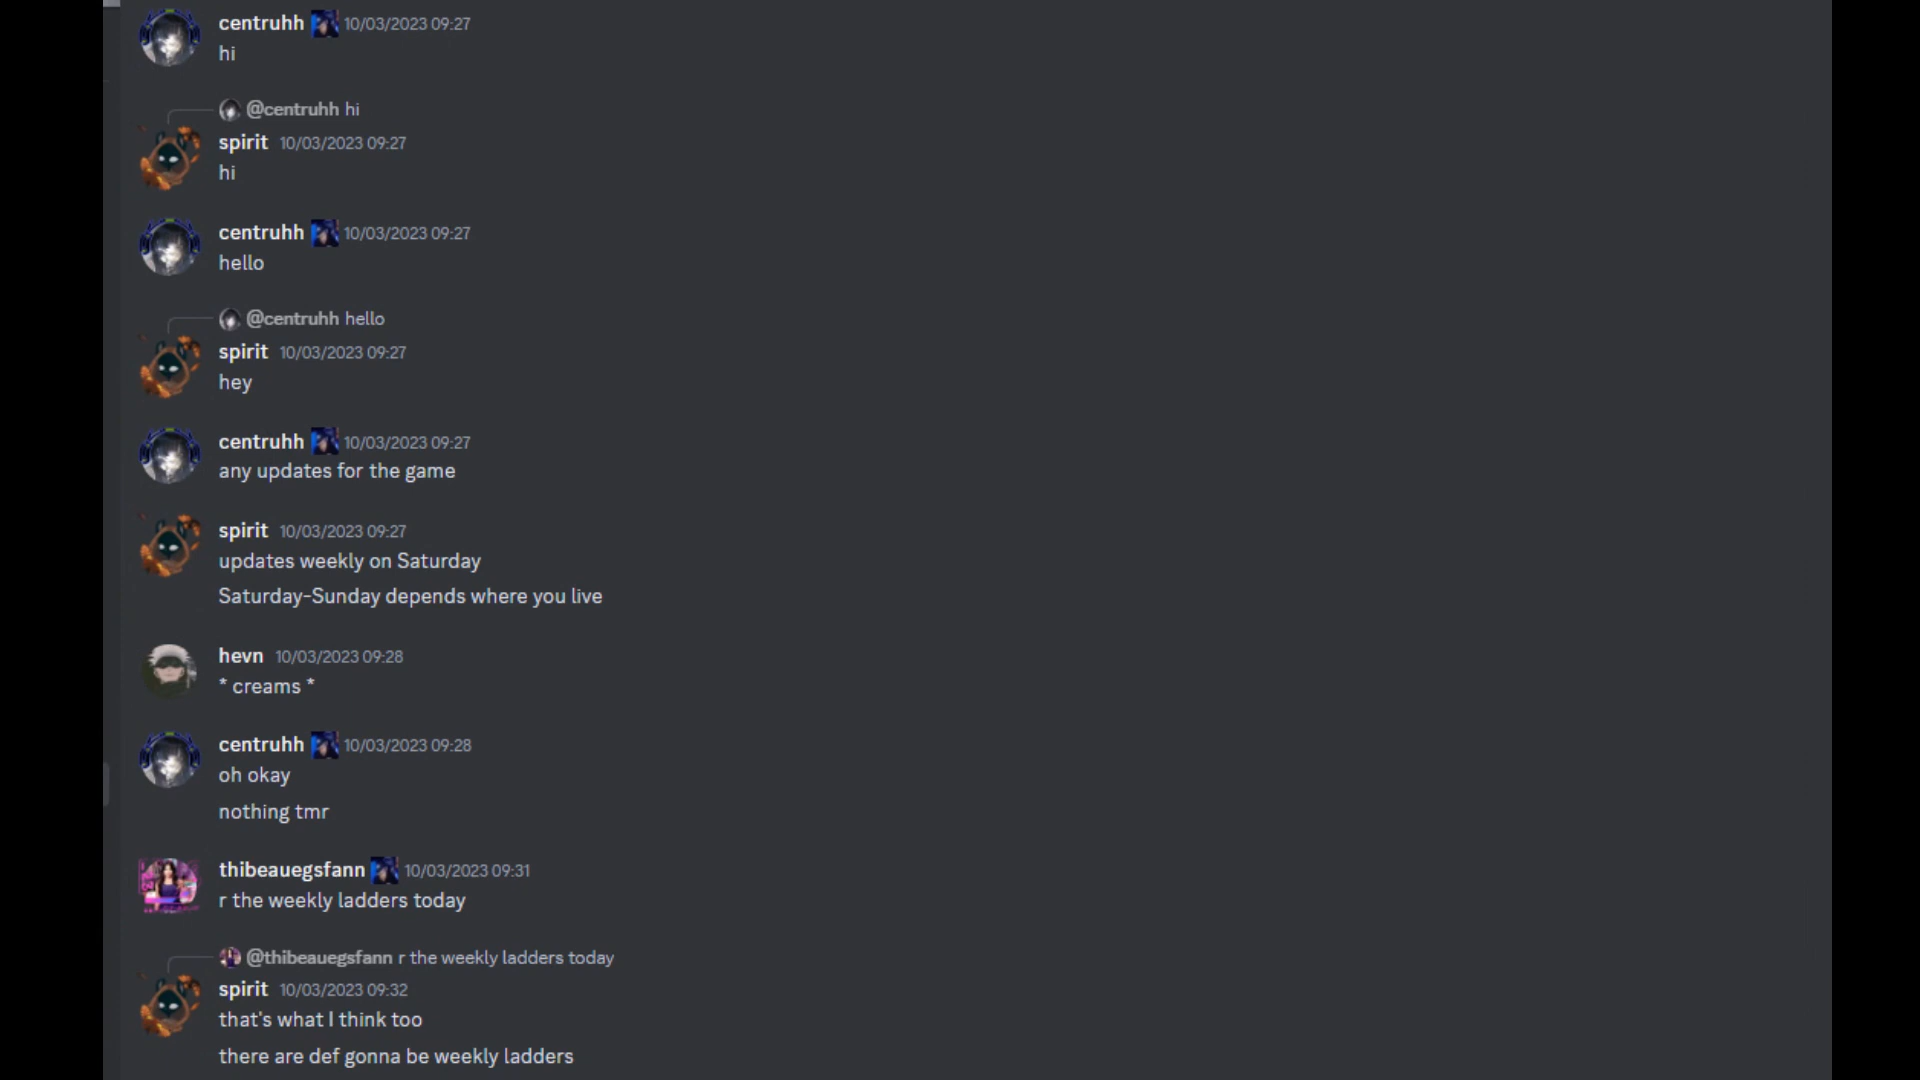 centruhh 10/03/2023 09:27
hi
@centruhh hi
spirit 10/03/2023 09:27
hi
centruhh 10/03/2023 09:27
hello
@centruhh hello
spirit 10/03/2023 09:27
hey
centruhh 10/03/2023 09:27
any updates for the game
spirit 10/03/2023 09:27
updates weekly on Saturday
Saturday-Sunday depends where you live
hevn 10/03/2023 09:28
* creams *
centruhh 10/03/2023 09:28
oh okay
nothing tmr
thibeauegsfann 10/03/2023 09:31
r the weekly ladders today
@thibeauegsfann r the weekly ladders today
spirit 10/03/2023 09:32
that's what I think too
there are def gonna be weekly ladders